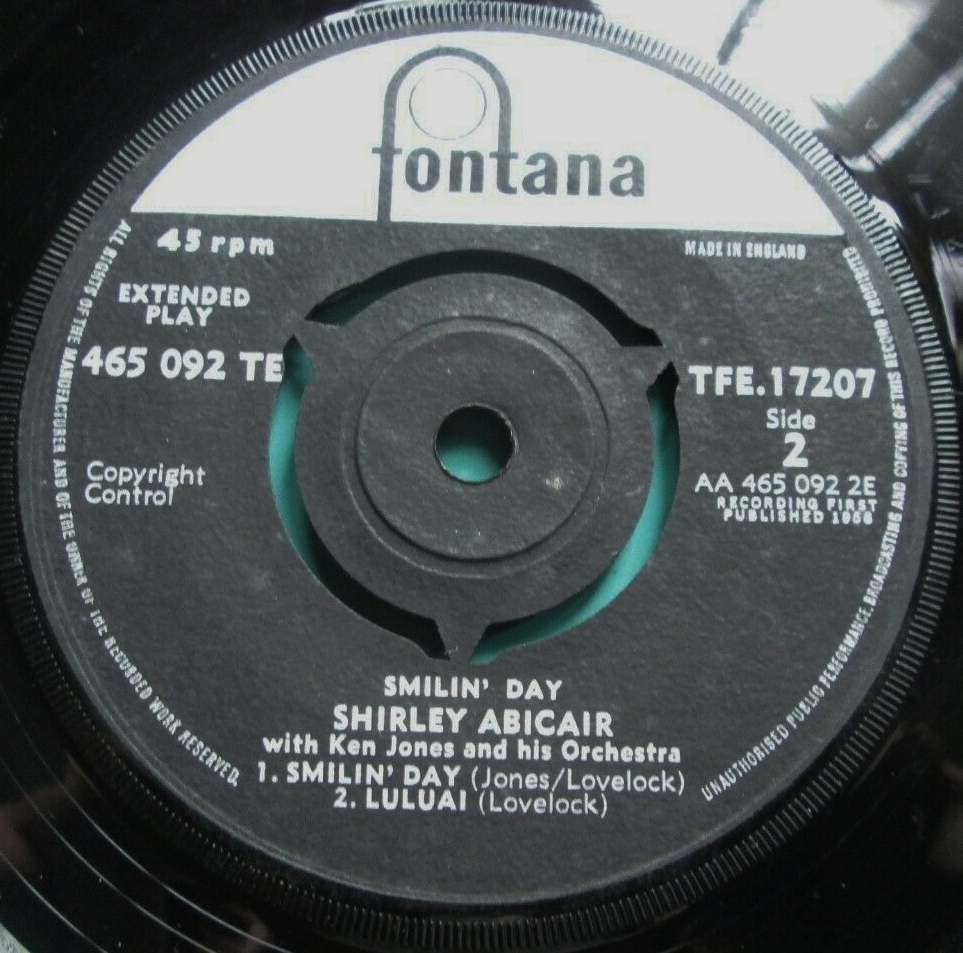 fontana
45 rpm
MADE IN ENGLAND
EXTENDED
PLAY
465 092 TE
TFE.17207
Side
2
AA 465 092 2E
RECORDING FIRST
PUBLISHED
Copyright
Control
SMILIN' DAY
SHIRLEY ABICAIR
with Ken Jones and his Orchestra
1. SMILIN' DAY (Jones/Lovelock)
2. LULUAI (Lovelock)
ALL RIGHTS OF THE MANUFACTURER AND OF THE OWNER OF THE RECORDED WORK RESERVED.
UNAUTHORISED PUBLIC PERFORMANCE, BROADCASTING AND COPYING OF THIS RECORD PROHIBITED